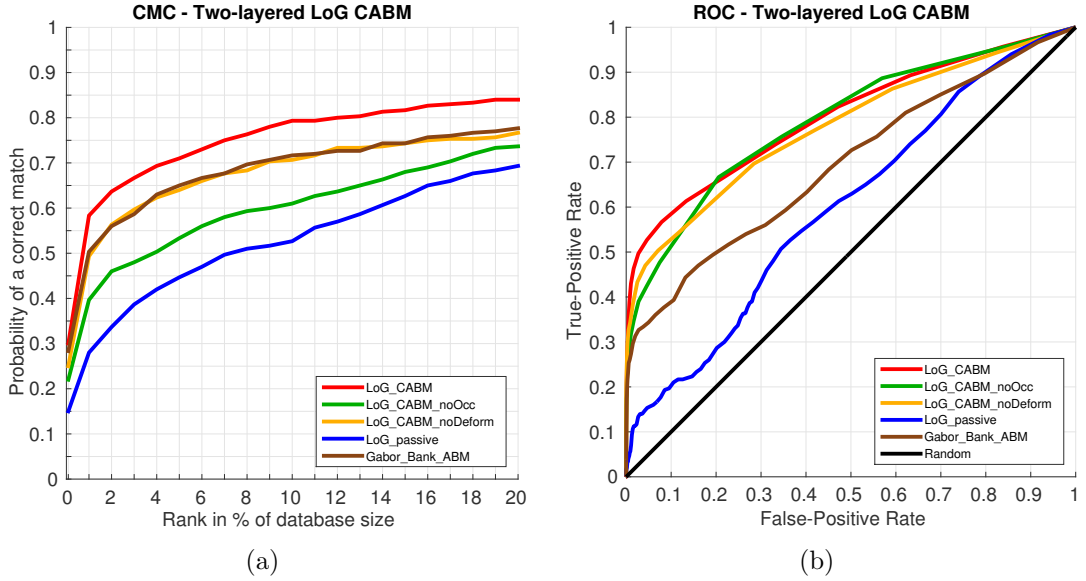 CMC - Two-layered LoG CABM
Probability of a correct match
1
0.9
0.8
0.7
0.6
0.5
0.4
0.3
0.2
0.1
0
0 2 4 6 8 10 12 14 16 18 20
Rank in % of database size
LoG_CABM
LoG_CABM_noOcc
LoG_CABM_noDeform
LoG_passive
Gabor_Bank_ABM
(a)
ROC - Two-layered LoG CABM
True-Positive Rate
1
0.9
0.8
0.7
0.6
0.5
0.4
0.3
0.2
0.1
0
0 0.1 0.2 0.3 0.4 0.5 0.6 0.7 0.8 0.9 1
False-Positive Rate
LoG_CABM
LoG_CABM_noOcc
LoG_CABM_noDeform
LoG_passive
Gabor_Bank_ABM
Random
(b)